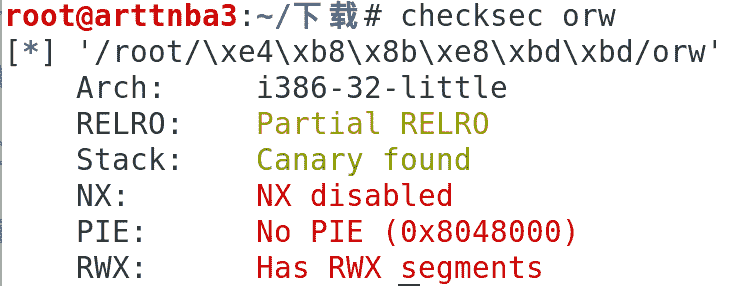 root@arttnba3:~/下载# checksec orw
[*] '/root/\xe4\xb8\x8b\xe8\xbd\xbd/orw'
Arch: i386-32-little
RELRO: Partial RELRO
Stack: Canary found
NX: NX disabled
PIE: No PIE (0x8048000)
RWX: Has RWX segments